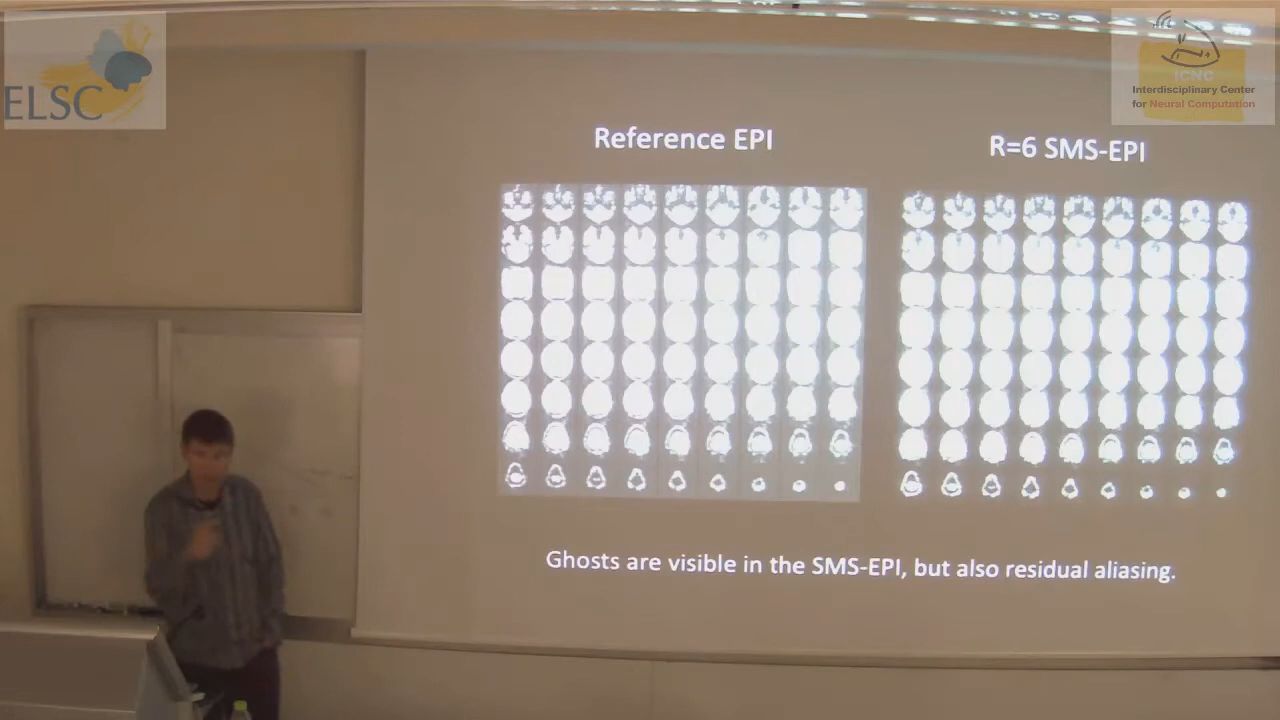 ELSC
ICNC
Interdisciplinary Center
for Neural Computation
Reference EPI
R=6 SMS-EPI
Ghosts are visible in the SMS-EPI, but also residual aliasing.